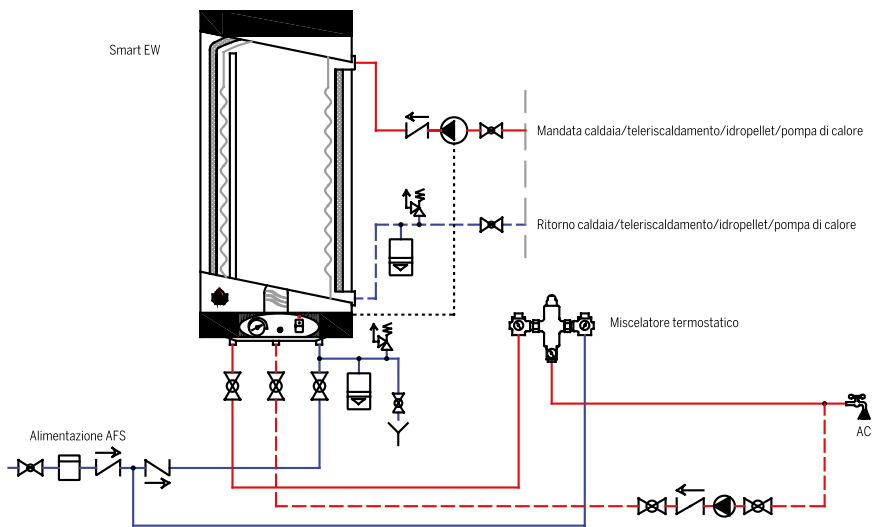 Smart EW
Mandata caldaia/teleriscaldamento/idropellet/pompa di calore
Ritorno caldaia/teleriscaldamento/idropellet/pompa di calore
Miscelatore termostatico
Alimentazione AFS
AC